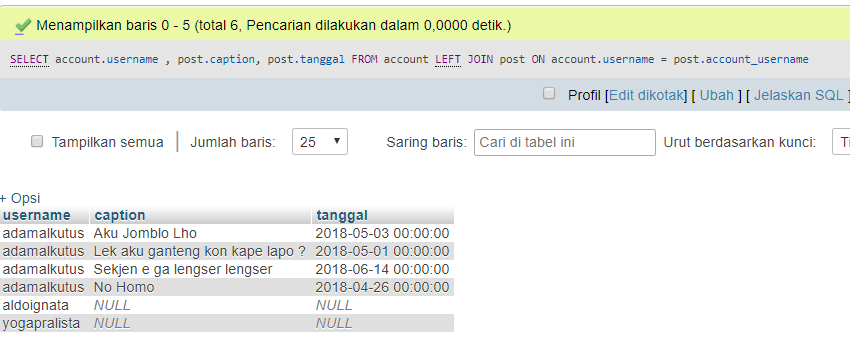 Menampilkan baris 0 - 5 (total 6, Pencarian dilakukan dalam 0,0000 detik.)
SELECT account.username , post.caption, post.tanggal FROM account LEFT JOIN post ON account.username = post.account_username
Profil [Edit dikotak] [ Ubah ] [ Jelaskan SQL ]
Tampilkan semua Jumlah baris: 25 Saring baris: Cari di tabel ini Urut berdasarkan kunci:
+ Opsi
username caption tanggal
adamalkutus Aku Jomblo Lho 2018-05-03 00:00:00
adamalkutus Lek aku ganteng kon kape lapo ? 2018-05-01 00:00:00
adamalkutus Sekjen e ga lengser lengser 2018-06-14 00:00:00
adamalkutus No Homo 2018-04-26 00:00:00
aldoignata NULL NULL
yogapralista NULL NULL